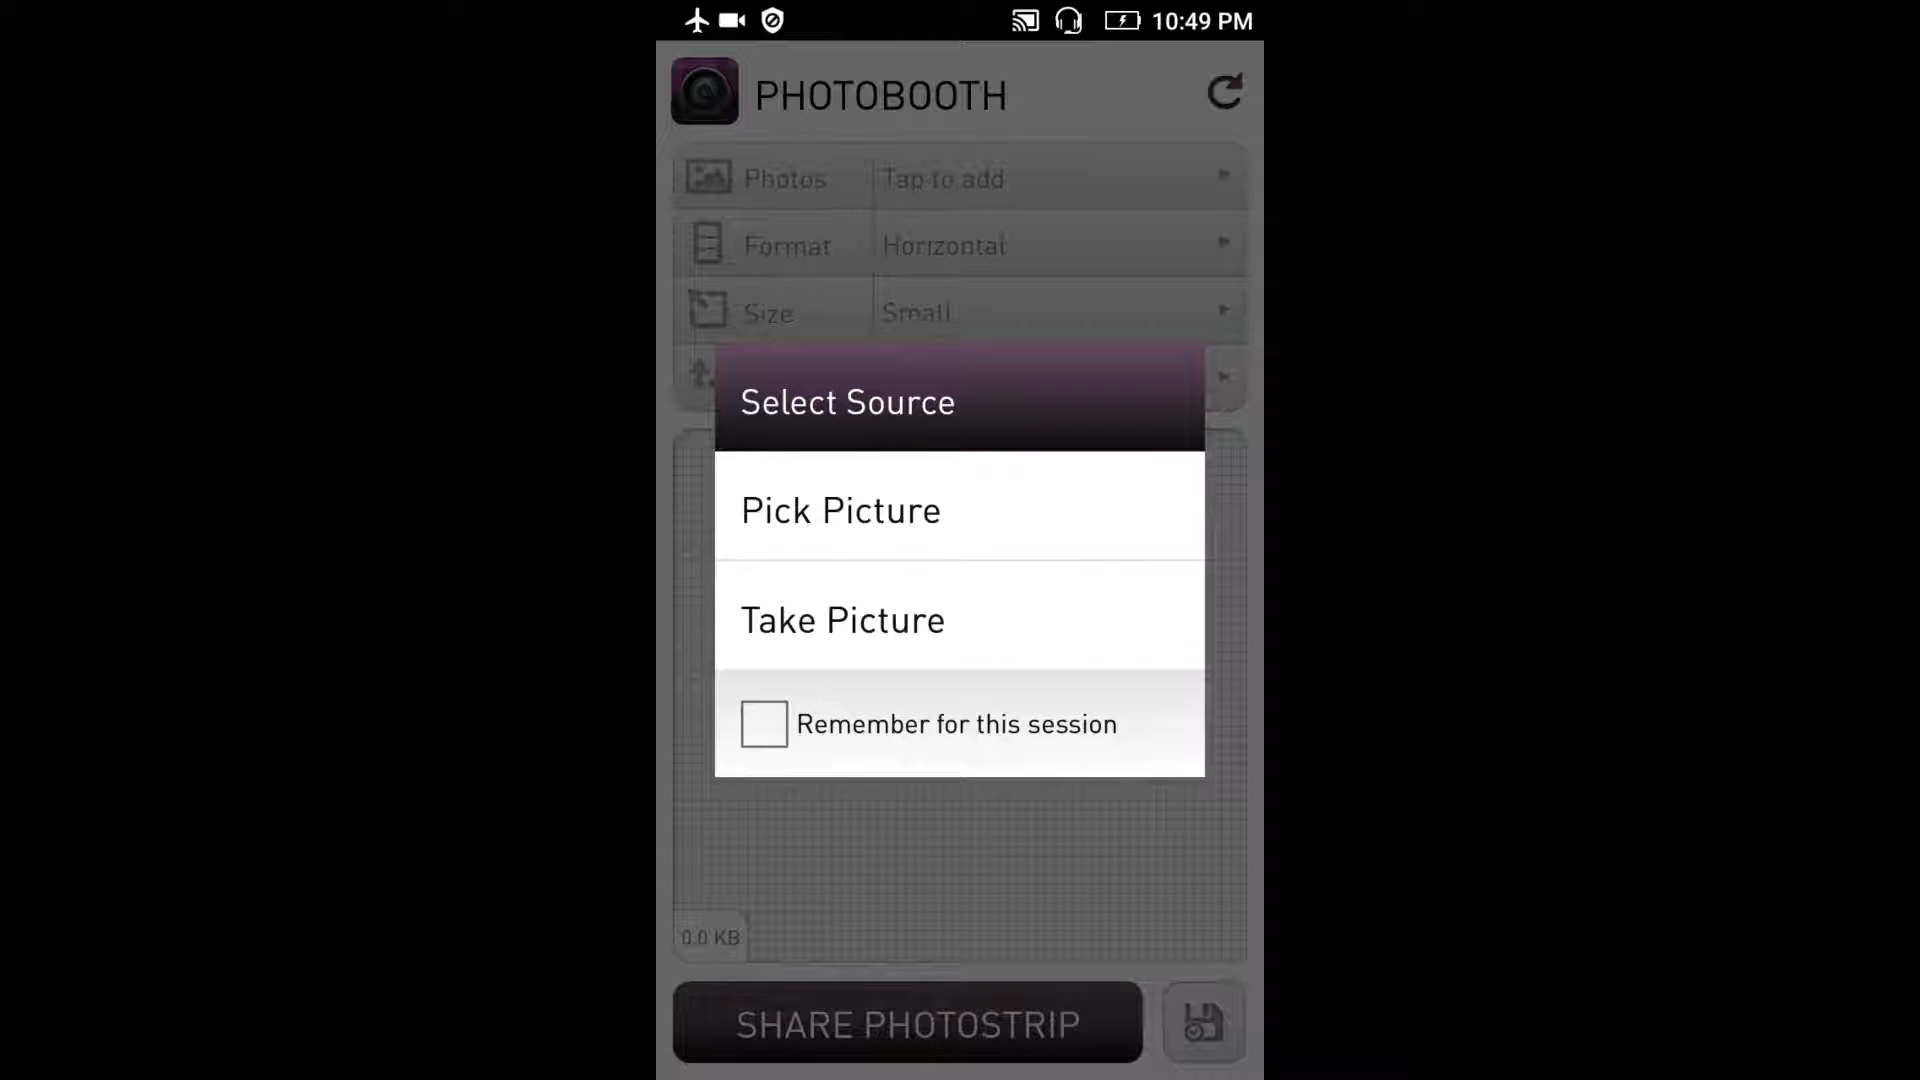 10:49 PM
PHOTOBOOTH
Photos Tap to add
Format Horizontal
Size Small
Select Source
Pick Picture
Take Picture
Remember for this session
0.0 KB
SHARE PHOTOSTRIP